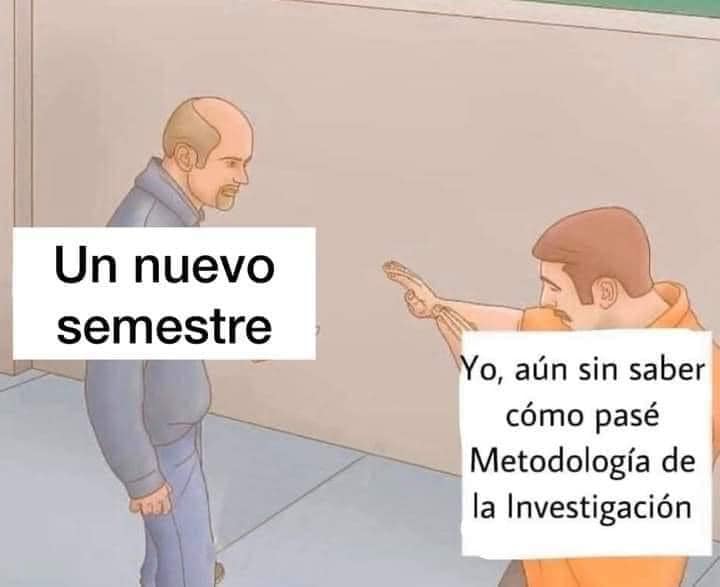 Un nuevo
semestre
Yo, aún sin saber
cómo pasé
Metodología de
la Investigación